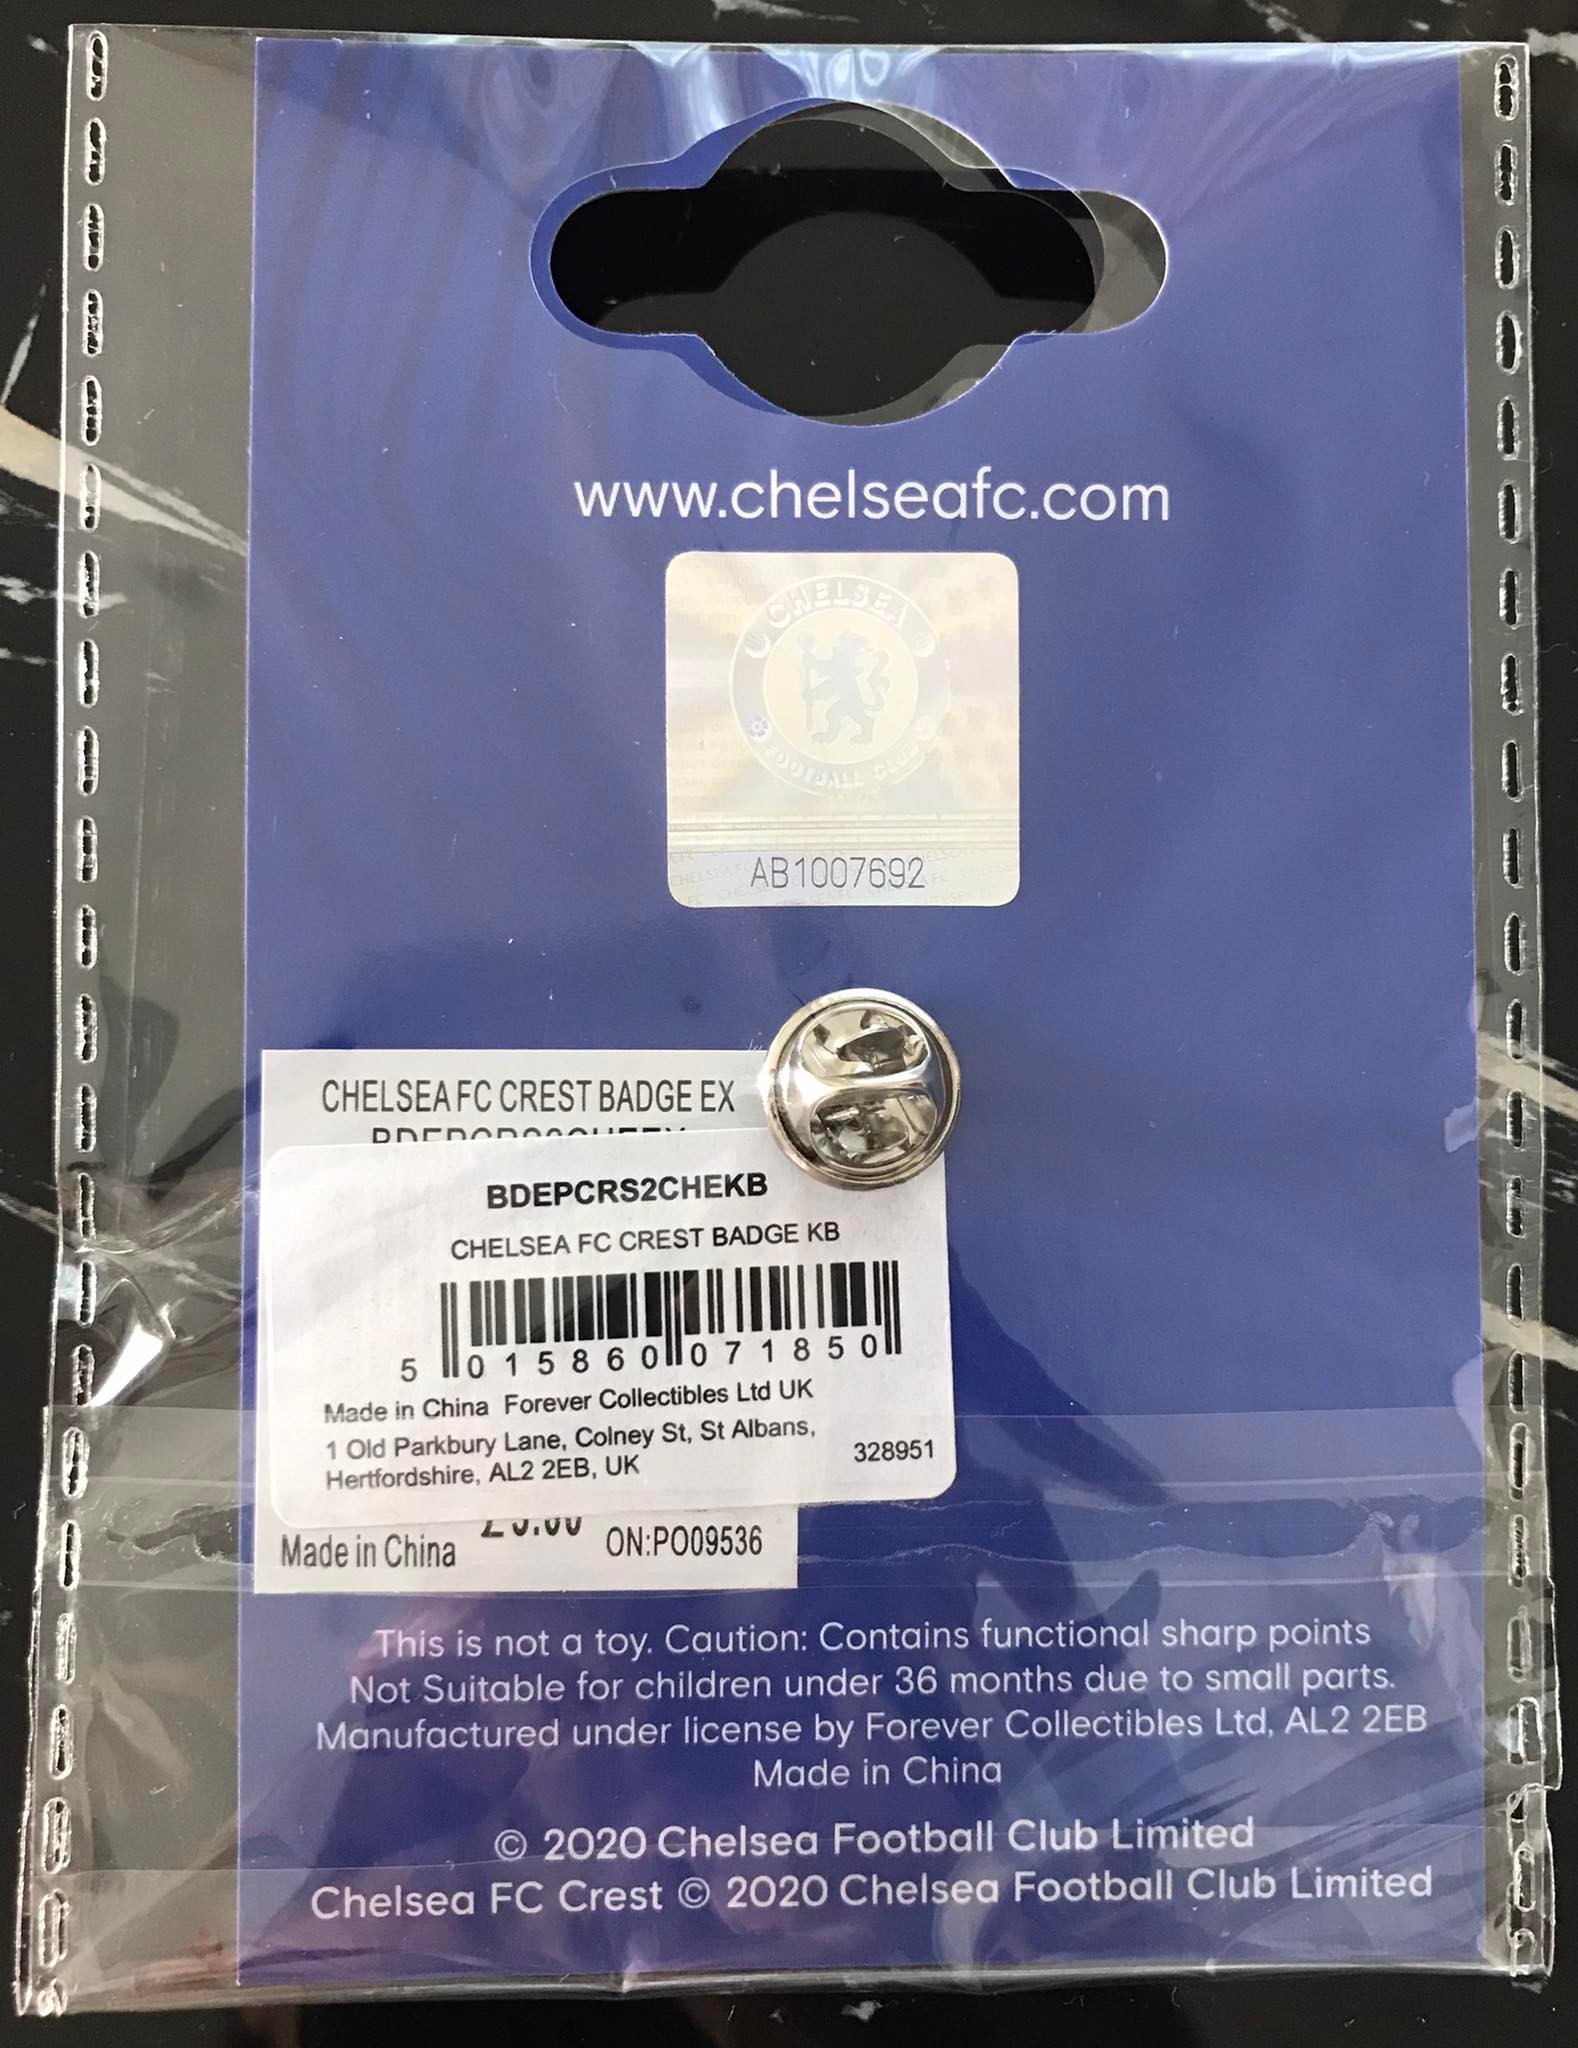 www.chelseafc.com
CHELSEA
FOOTBALL CLUB
AB1007692
CHELSEA FC CREST BADGE EX
BDEPCRS2CHEKB
CHELSEA FC CREST BADGE KB
5 015860 071850
Made in China Forever Collectibles Ltd UK
1 Old Parkbury Lane, Colney St, St Albans,
Hertfordshire, AL2 2EB, UK
328951
Made in China
ON:PO09536
This is not a toy. Caution: Contains functional sharp points
Not Suitable for children under 36 months due to small parts.
Manufactured under license by Forever Collectibles Ltd, AL2 2EB
Made in China
© 2020 Chelsea Football Club Limited
Chelsea FC Crest © 2020 Chelsea Football Club Limited